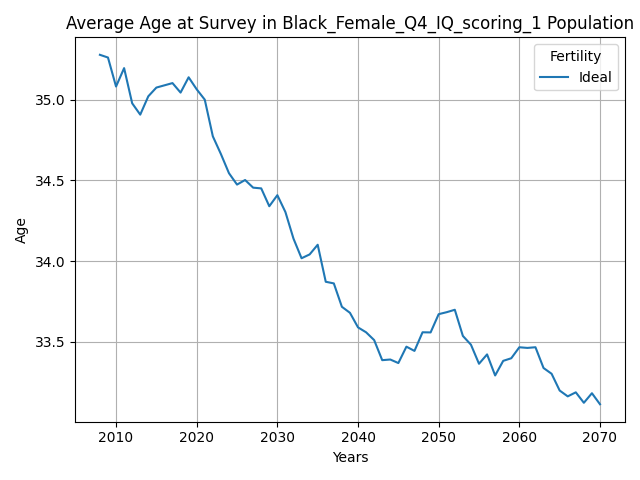 Average Age at Survey in Black_Female_Q4_IQ_scoring_1 Population
Fertility
Ideal
35.0
34.5
34.0
33.5
Age
2010 2020 2030 2040 2050 2060 2070
Years